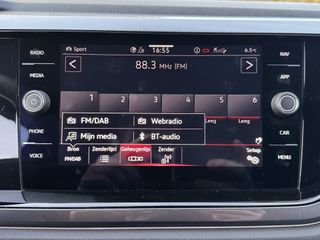 RADIO
MEDIA
PHONE
VOICE
NAV
APP
CAR
MENU
Sport
16:55
6.5°C
88.3 MHz (FM)
1 2 3 4 5 6
FM/DAB Webradio
Leeg Leeg
Mijn media BT-audio
Bron Zenderlijst Geheugenlijst Zender Setup
FM/DAB